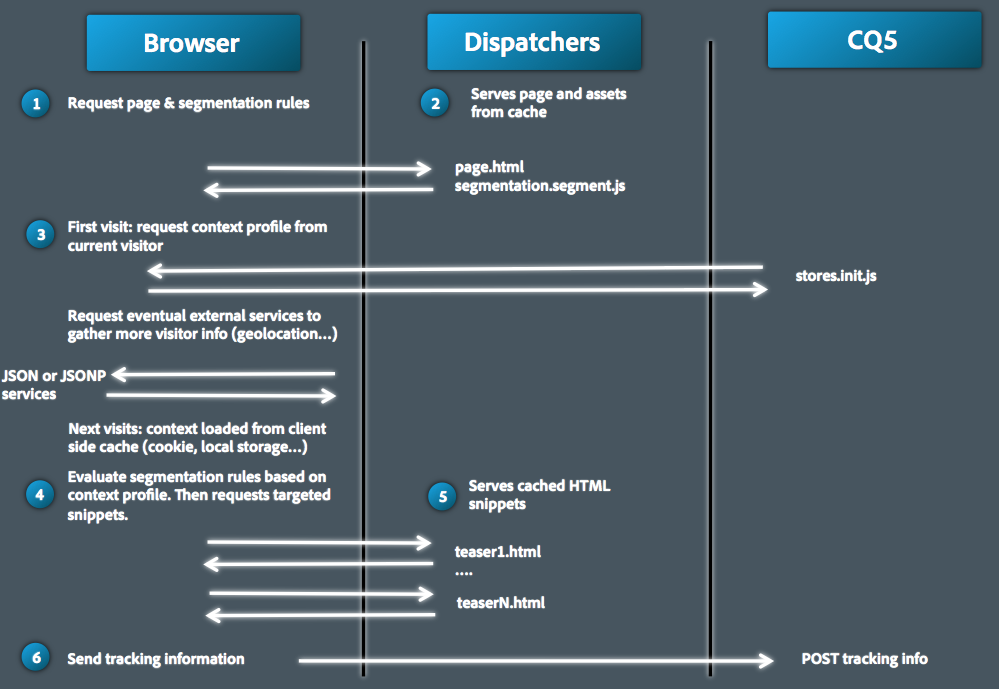 Browser
Dispatchers
CQ5
1
Request page & segmentation rules
2
Serves page and assets
from cache
page.html
segmentation.segment.js
3
First visit: request context profile from
current visitor
stores.init.js
Request eventual external services to
gather more visitor info (geolocation...)
JSON or JSONP
services
Next visits: context loaded from client
side cache (cookie, local storage...)
4
Evaluate segmentation rules based on
context profile. Then requests targeted
snippets.
5
Serves cached HTML
snippets
teaser1.html
....
teaserN.html
6
Send tracking information
POST tracking info